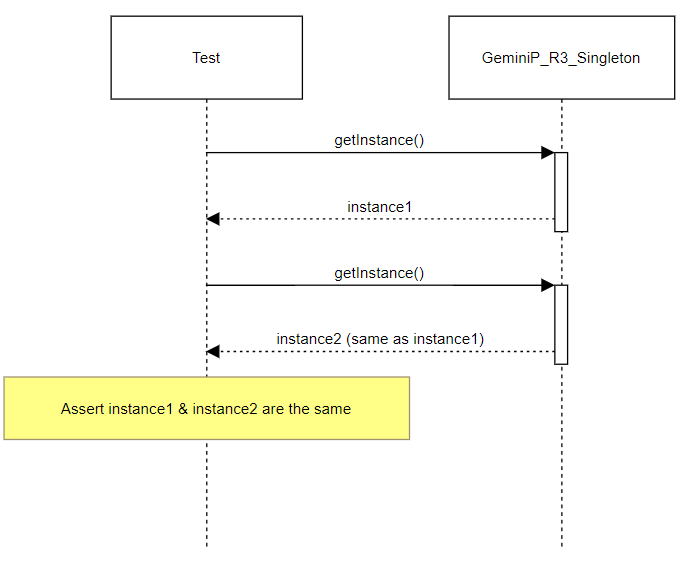 Test
GeminiP_R3_Singleton
getInstance()
instance1
getInstance()
instance2 (same as instance1)
Assert instance1 & instance2 are the same